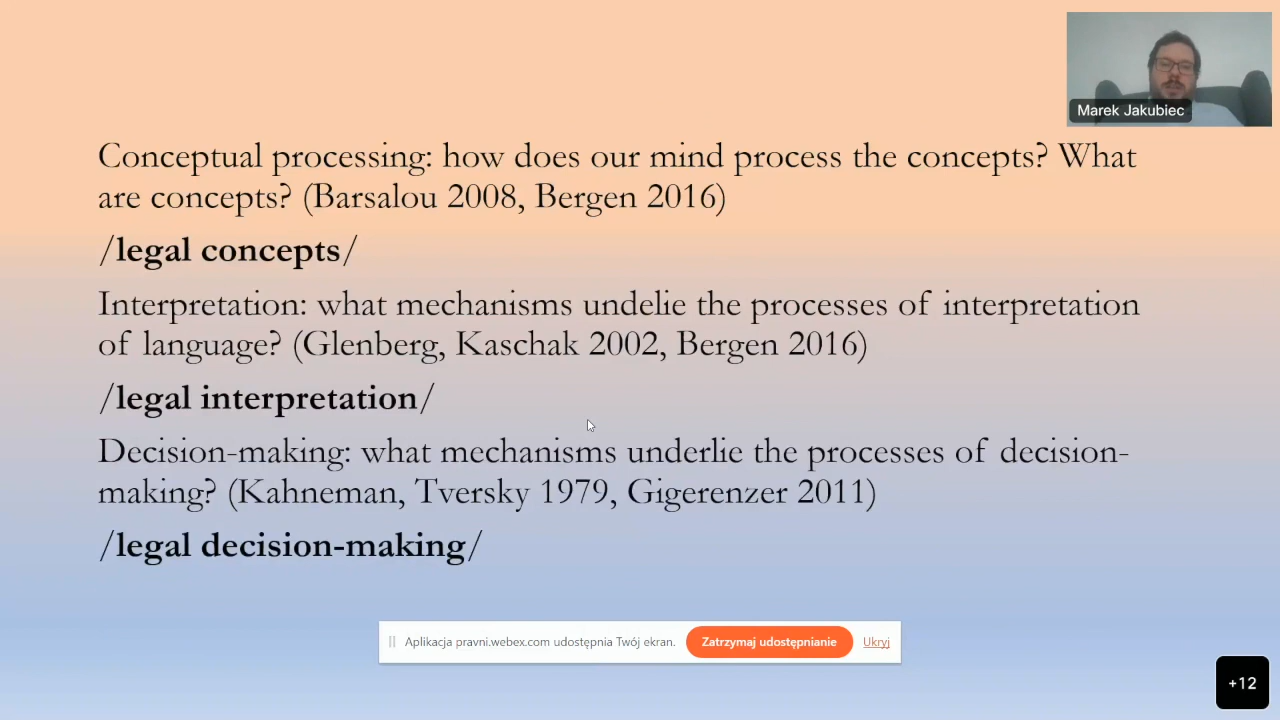 Marek Jakubiec
Conceptual processing: how does our mind process the concepts? What
are concepts? (Barsalou 2008, Bergen 2016)
/legal concepts/
Interpretation: what mechanisms undelie the processes of interpretation
of language? (Glenberg, Kaschak 2002, Bergen 2016)
/legal interpretation/
Decision-making: what mechanisms underlie the processes of decision-
making? (Kahneman, Tversky 1979, Gigerenzer 2011)
/legal decision-making/
Aplikacja pravni.webex.com udostępnia Twój ekran. Zatrzymaj udostępnianie Ukryj
+12